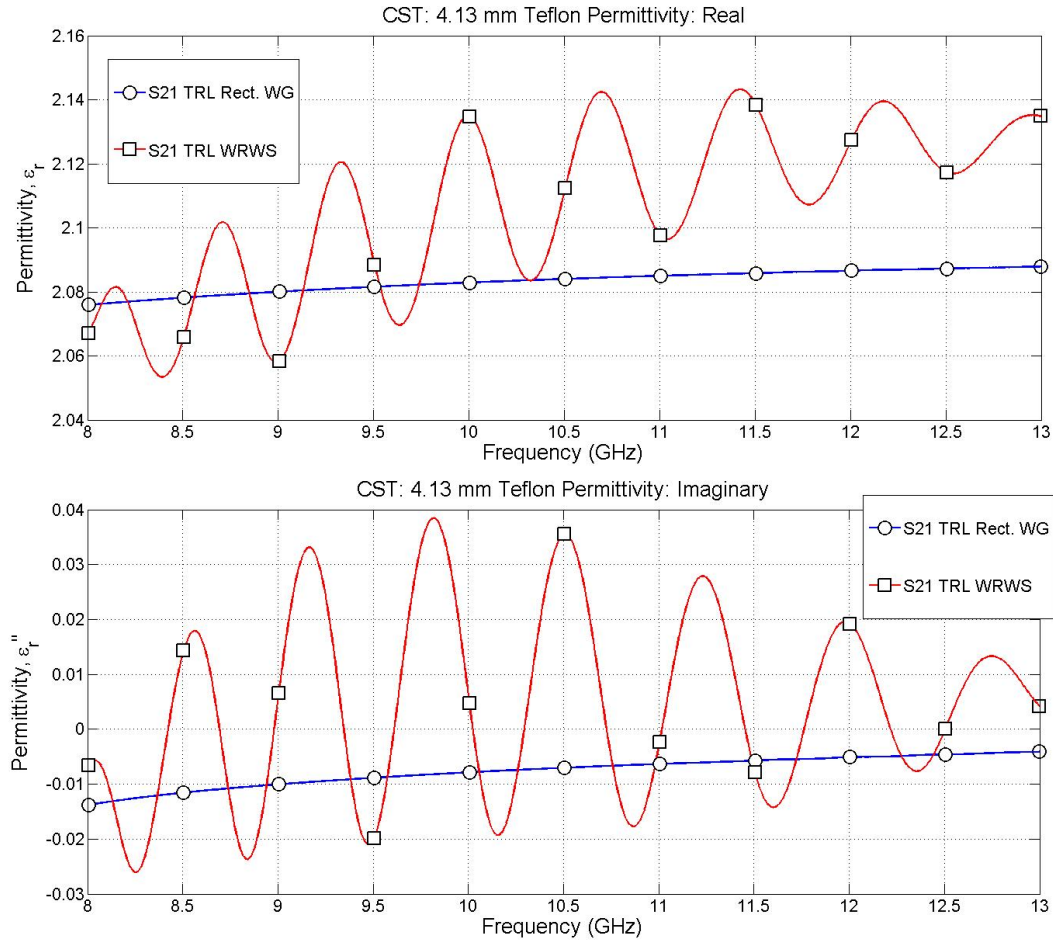 CST: 4.13 mm Teflon Permittivity: Real
2.16
2.14
2.12
2.1
2.08
2.06
2.04
Permittivity, εr
S21 TRL Rect. WG
S21 TRL WRWS
8 8.5 9 9.5 10 10.5 11 11.5 12 12.5 13
Frequency (GHz)
CST: 4.13 mm Teflon Permittivity: Imaginary
0.04
0.03
0.02
0.01
0
-0.01
-0.02
-0.03
Permittivity, εr"
S21 TRL Rect. WG
S21 TRL WRWS
8 8.5 9 9.5 10 10.5 11 11.5 12 12.5 13
Frequency (GHz)